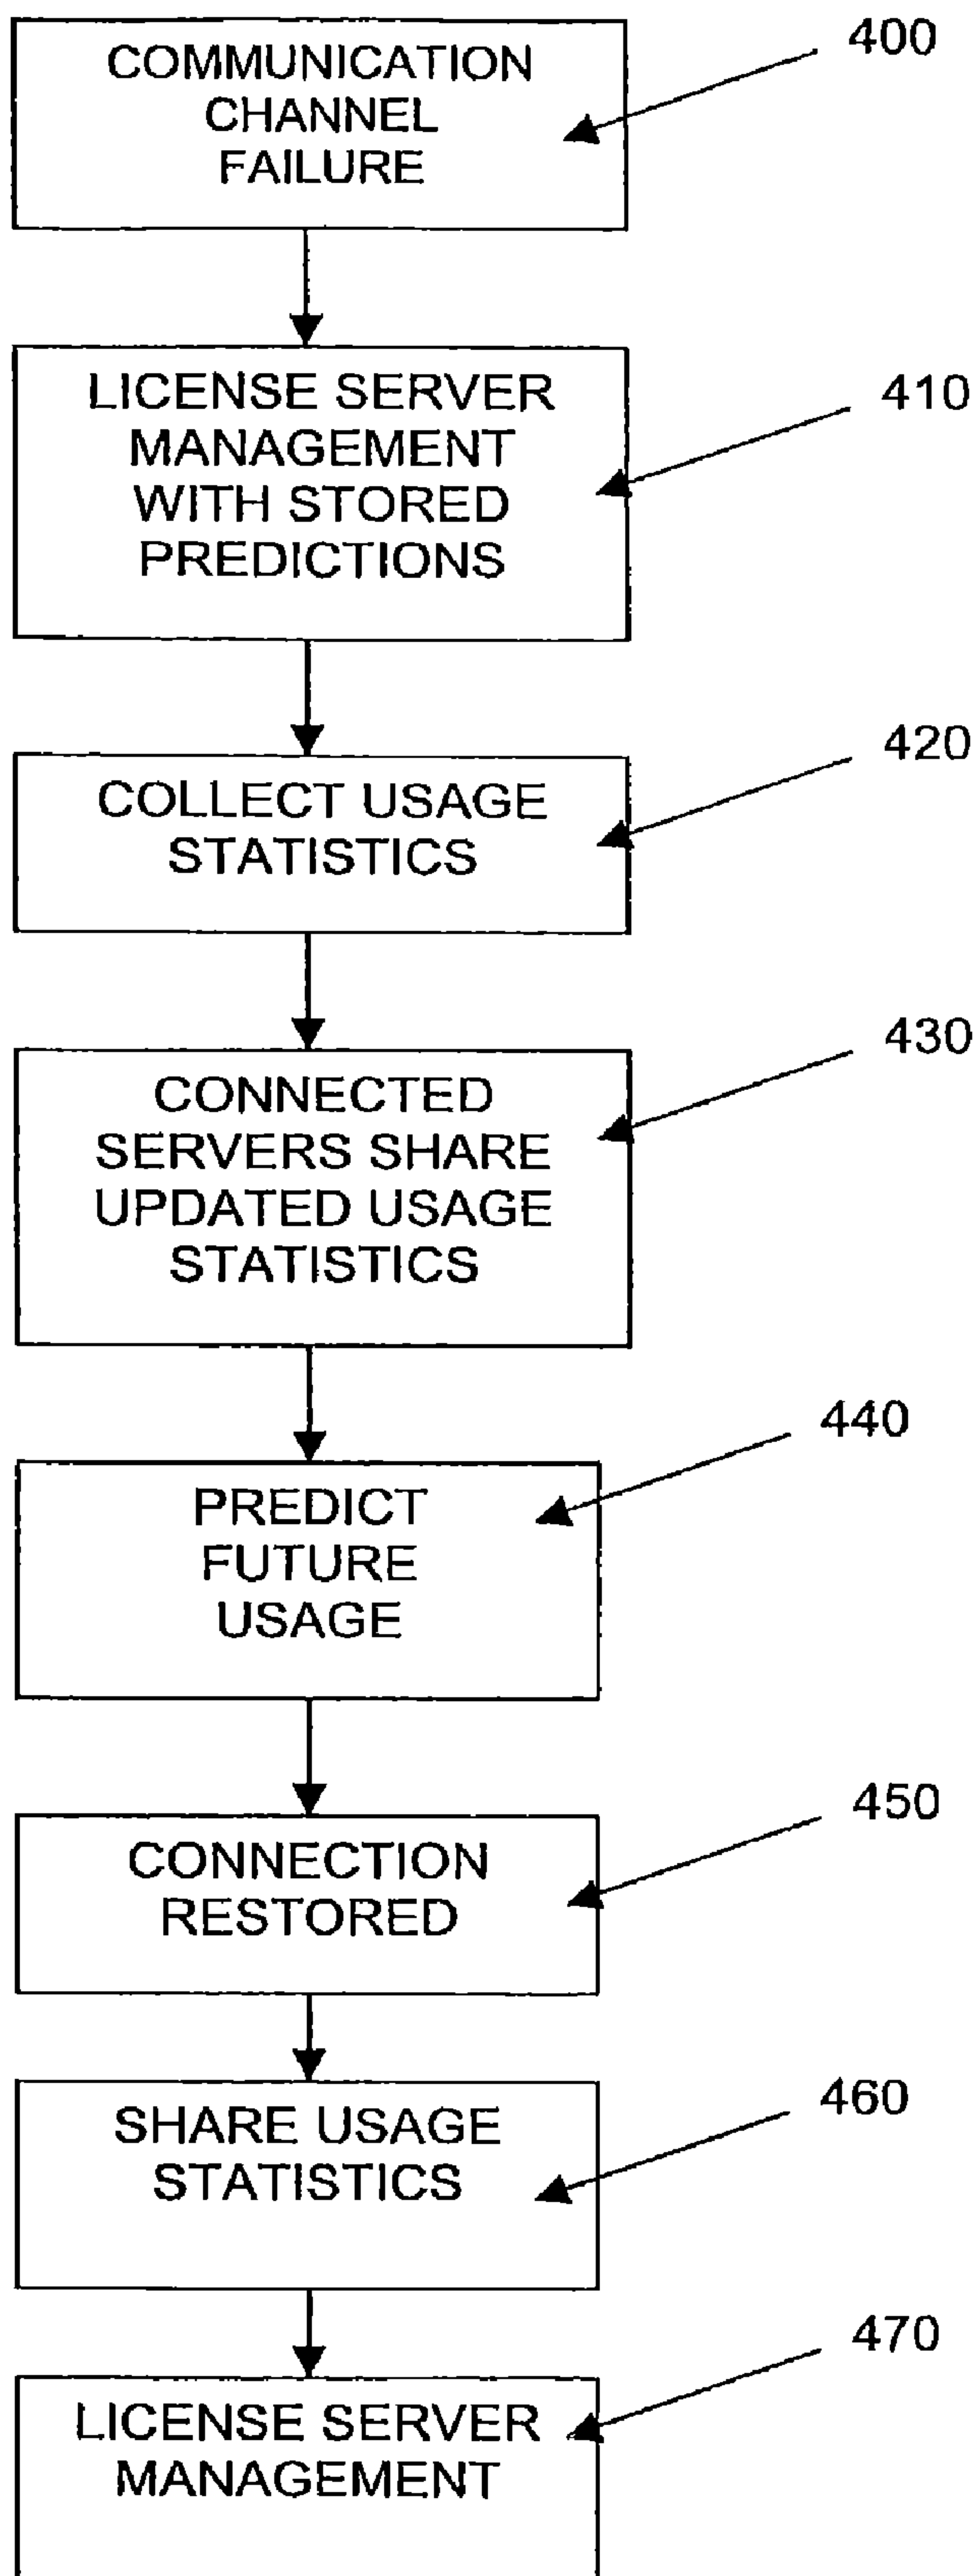 COMMUNICATION
CHANNEL
FAILURE
400
LICENSE SERVER
MANAGEMENT
WITH STORED
PREDICTIONS
410
COLLECT USAGE
STATISTICS
420
CONNECTED
SERVERS SHARE
UPDATED USAGE
STATISTICS
430
PREDICT
FUTURE
USAGE
440
CONNECTION
RESTORED
450
SHARE USAGE
STATISTICS
460
LICENSE SERVER
MANAGEMENT
470